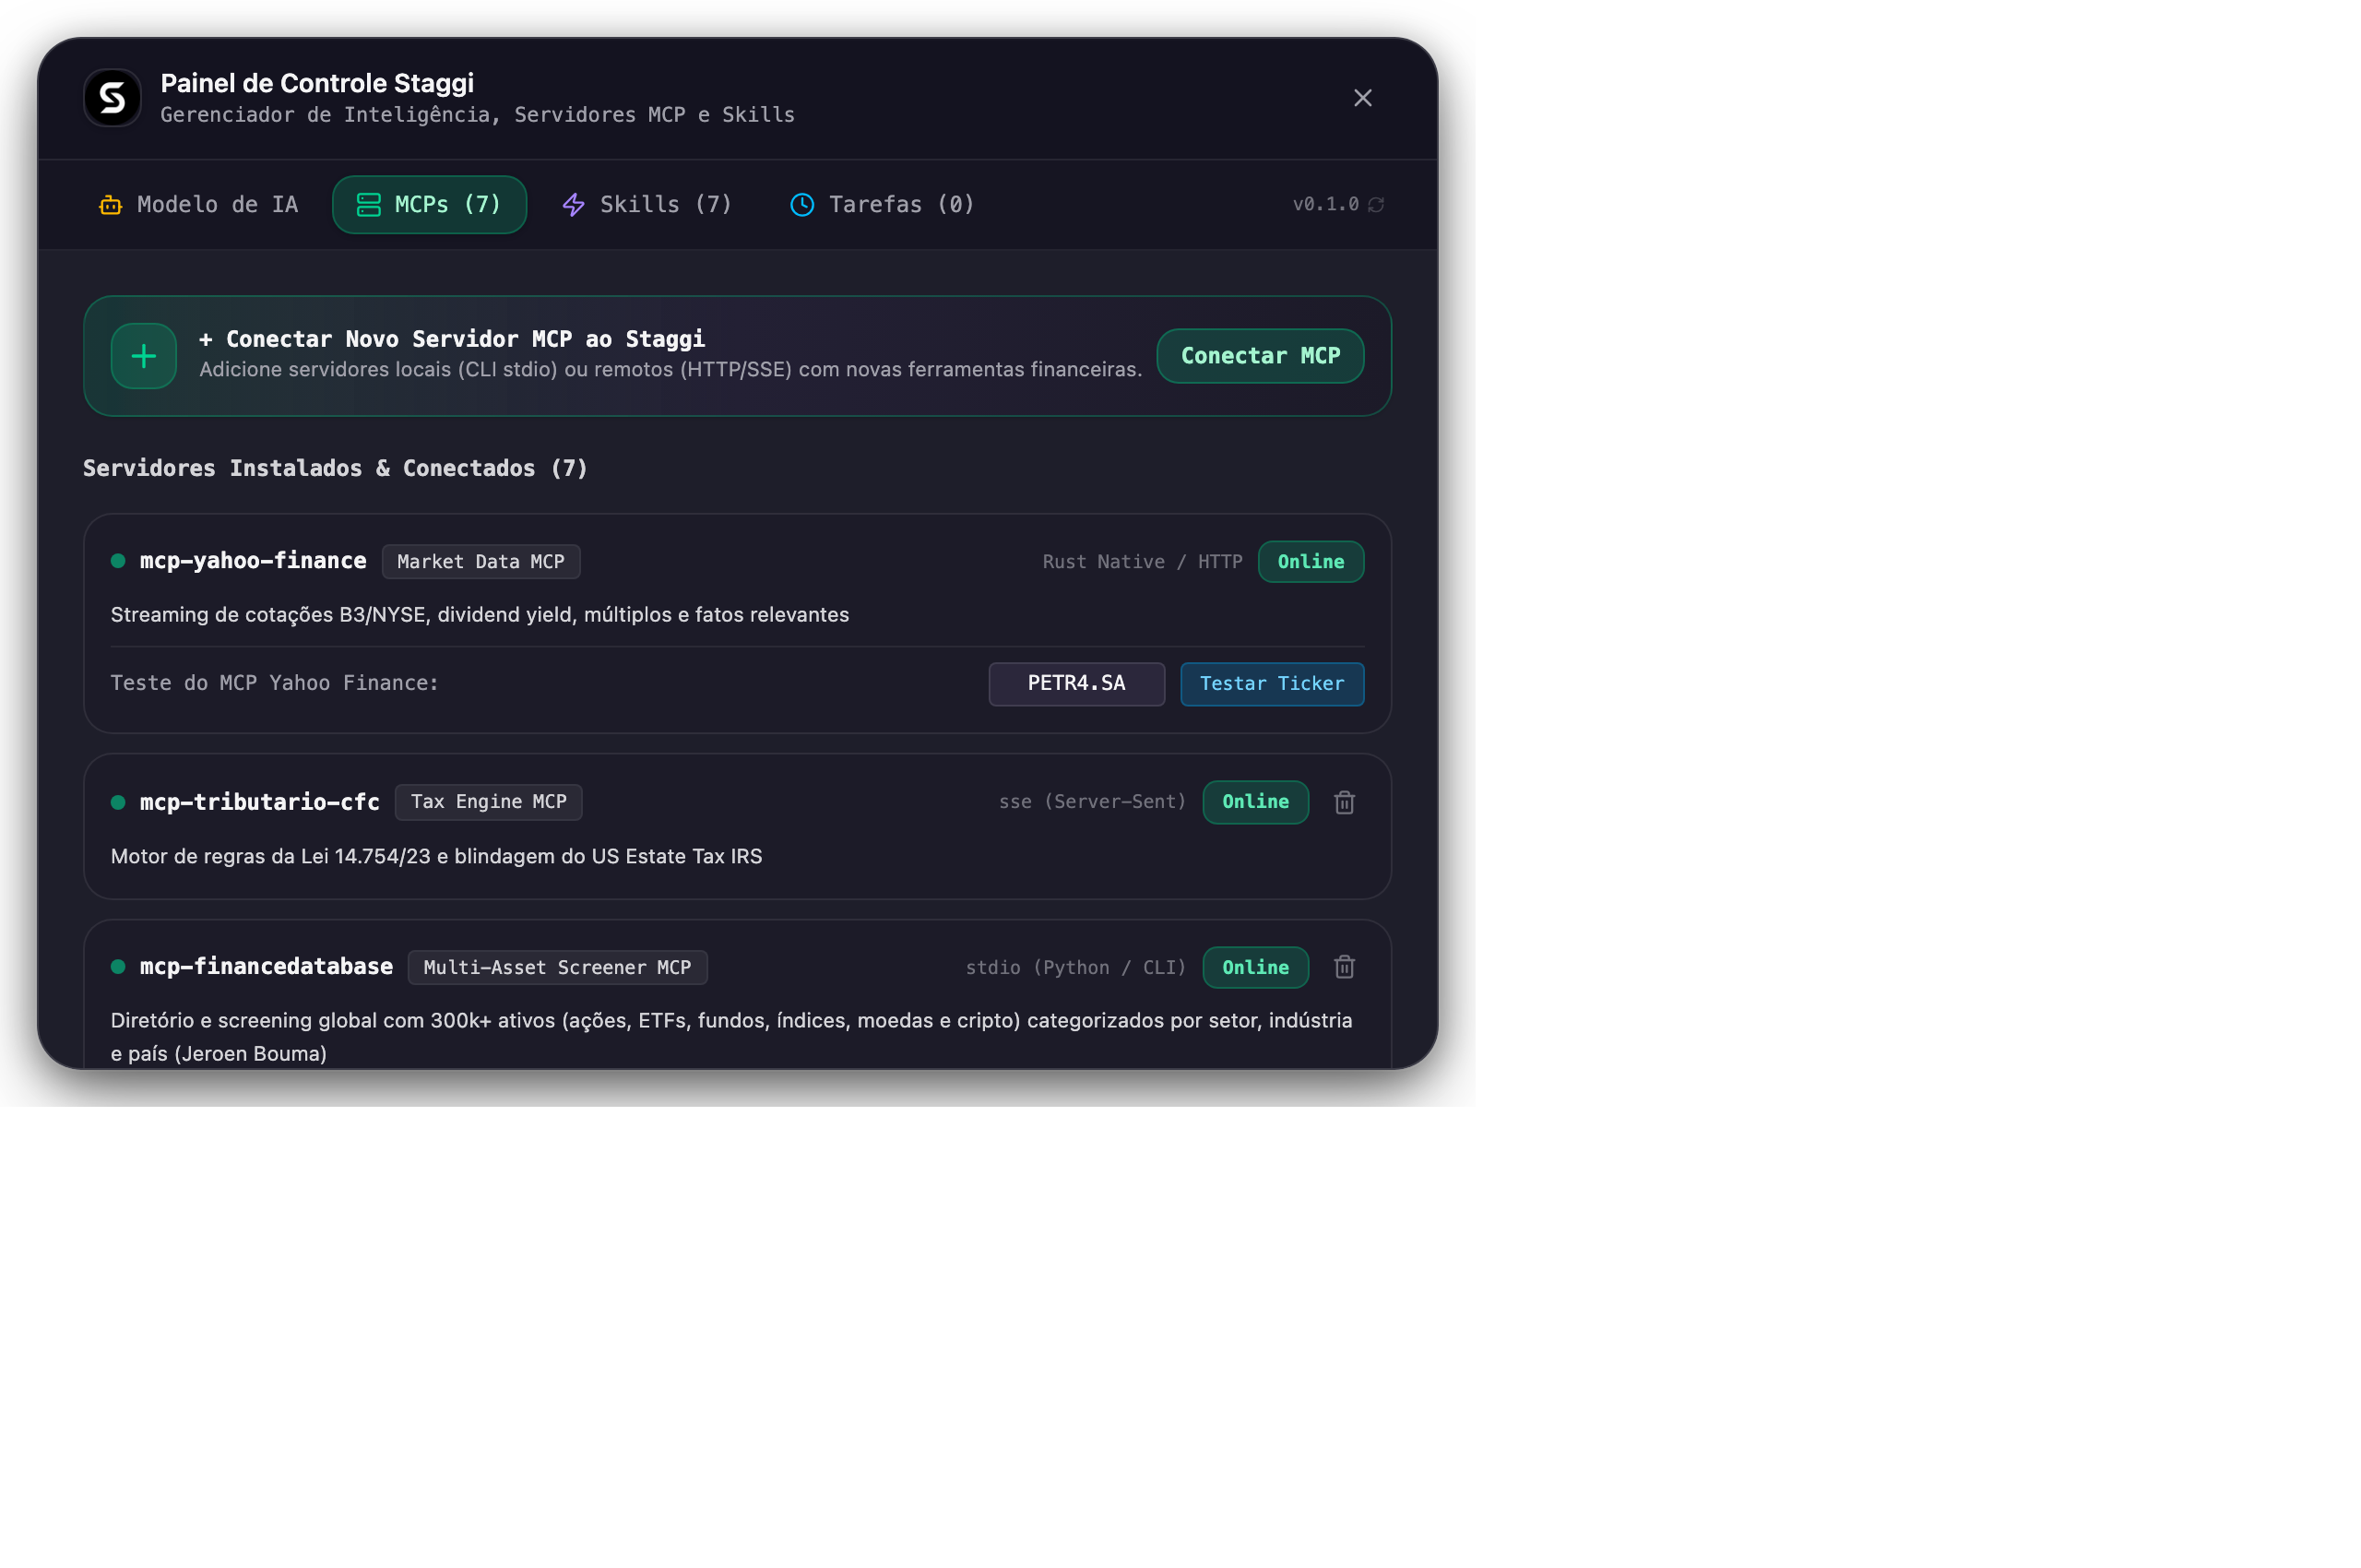 Painel de Controle Staggi
Gerenciador de Inteligência, Servidores MCP e Skills
Modelo de IA
MCPs (7)
Skills (7)
Tarefas (0)
v0.1.0
+ Conectar Novo Servidor MCP ao Staggi
Adicione servidores locais (CLI stdio) ou remotos (HTTP/SSE) com novas ferramentas financeiras.
Conectar MCP
Servidores Instalados & Conectados (7)
mcp-yahoo-finance
Market Data MCP
Rust Native / HTTP
Online
Streaming de cotações B3/NYSE, dividend yield, múltiplos e fatos relevantes
Teste do MCP Yahoo Finance:
PETR4.SA
Testar Ticker
mcp-tributario-cfc
Tax Engine MCP
sse (Server-Sent)
Online
Motor de regras da Lei 14.754/23 e blindagem do US Estate Tax IRS
mcp-financedatabase
Multi-Asset Screener MCP
stdio (Python / CLI)
Online
Diretório e screening global com 300k+ ativos (ações, ETFs, fundos, índices, moedas e cripto) categorizados por setor, indústria
e país (Jeroen Bouma)